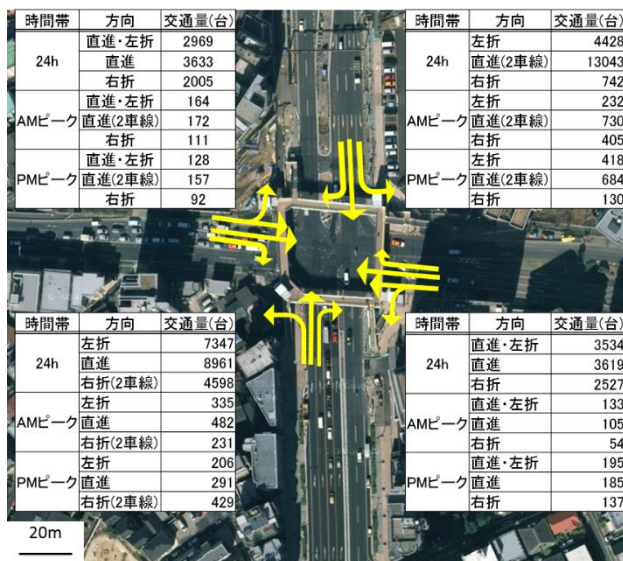 時間帯 方向 交通量(台)
24h 直進・左折 2969
直進 3633
右折 2005
AMピーク 直進・左折 164
直進(2車線) 172
右折 111
PMピーク 直進・左折 128
直進(2車線) 157
右折 92
時間帯 方向 交通量(台)
24h 左折 4428
直進(2車線) 13043
右折 742
AMピーク 左折 232
直進(2車線) 730
右折 405
PMピーク 左折 418
直進(2車線) 684
右折 130
時間帯 方向 交通量(台)
24h 左折 7347
直進 8961
右折(2車線) 4598
AMピーク 左折 335
直進 482
右折(2車線) 231
PMピーク 左折 206
直進 291
右折(2車線) 429
時間帯 方向 交通量(台)
24h 直進・左折 3534
直進 3619
右折 2527
AMピーク 直進・左折 133
直進 105
右折 54
PMピーク 直進・左折 195
直進 185
右折 137
20m